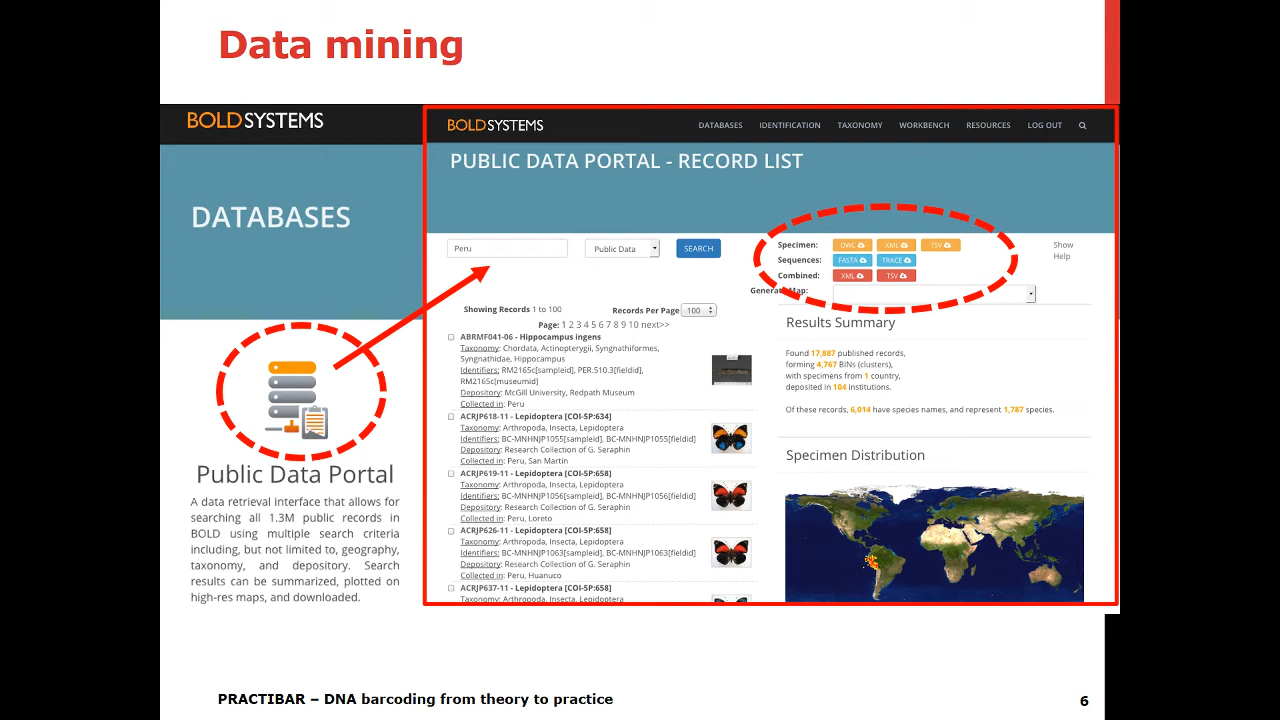 Data mining
BOLDSYSTEMS
DATABASES
Public Data Portal
A data retrieval interface that allows for
searching all 1.3M public records in
BOLD using multiple search criteria
including, but not limited to, geography,
taxonomy, and depository. Search
results can be summarized, plotted on
high-res maps, and downloaded.
BOLDSYSTEMS
DATABASES IDENTIFICATION TAXONOMY WORKBENCH RESOURCES LOG OUT
PUBLIC DATA PORTAL - RECORD LIST
Peru Public Data SEARCH
Showing Records 1 to 100 Records Per Page 100
Page: 1 2 3 4 5 6 7 8 9 10 next>>
ABRMF041-06 - Hippocampus ingens
Taxonomy: Chordata, Actinopterygii, Syngnathiformes,
Syngnathidae, Hippocampus
Identifiers: RM2165c[sampleid], PER.510.3[fieldid],
RM2165c[museumid]
Depository: McGill University, Redpath Museum
Collected in: Peru
ACRJP618-11 - Lepidoptera [COI-5P:634]
Taxonomy: Arthropoda, Insecta, Lepidoptera
Identifiers: BC-MNHNJP1055[sampleid], BC-MNHNJP1055[fieldid]
Depository: Research Collection of G. Seraphin
Collected in: Peru, San Martin
ACRJP619-11 - Lepidoptera [COI-5P:658]
Taxonomy: Arthropoda, Insecta, Lepidoptera
Identifiers: BC-MNHNJP1056[sampleid], BC-MNHNJP1056[fieldid]
Depository: Research Collection of G. Seraphin
Collected in: Peru, Loreto
ACRJP626-11 - Lepidoptera [COI-5P:658]
Taxonomy: Arthropoda, Insecta, Lepidoptera
Identifiers: BC-MNHNJP1063[sampleid], BC-MNHNJP1063[fieldid]
Depository: Research Collection of G. Seraphin
Collected in: Peru, Huanuco
ACRJP637-11 - Lepidoptera [COI-5P:658]
Taxonomy: Arthropoda, Insecta, Lepidoptera
Specimen: DWC XML TSV
Sequences: FASTA TRACE
Combined: XML TSV
Generate Map:
Show
Help
Results Summary
Found 17,887 published records,
forming 4,767 BINs (clusters),
with specimens from 1 country,
deposited in 104 institutions.
Of these records, 6,014 have species names, and represent 1,787 species.
Specimen Distribution
PRACTIBAR – DNA barcoding from theory to practice
6